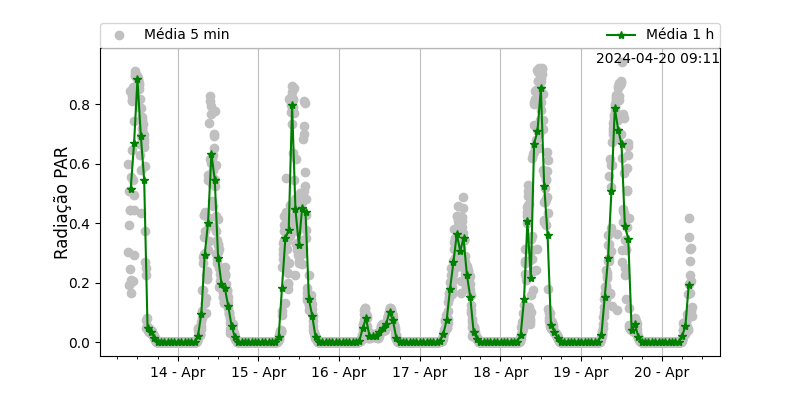 Média 5 min
Média 1 h
2024-04-20 09:11
Radiação PAR
0.8
0.6
0.4
0.2
0.0
14 - Apr 15 - Apr 16 - Apr 17 - Apr 18 - Apr 19 - Apr 20 - Apr